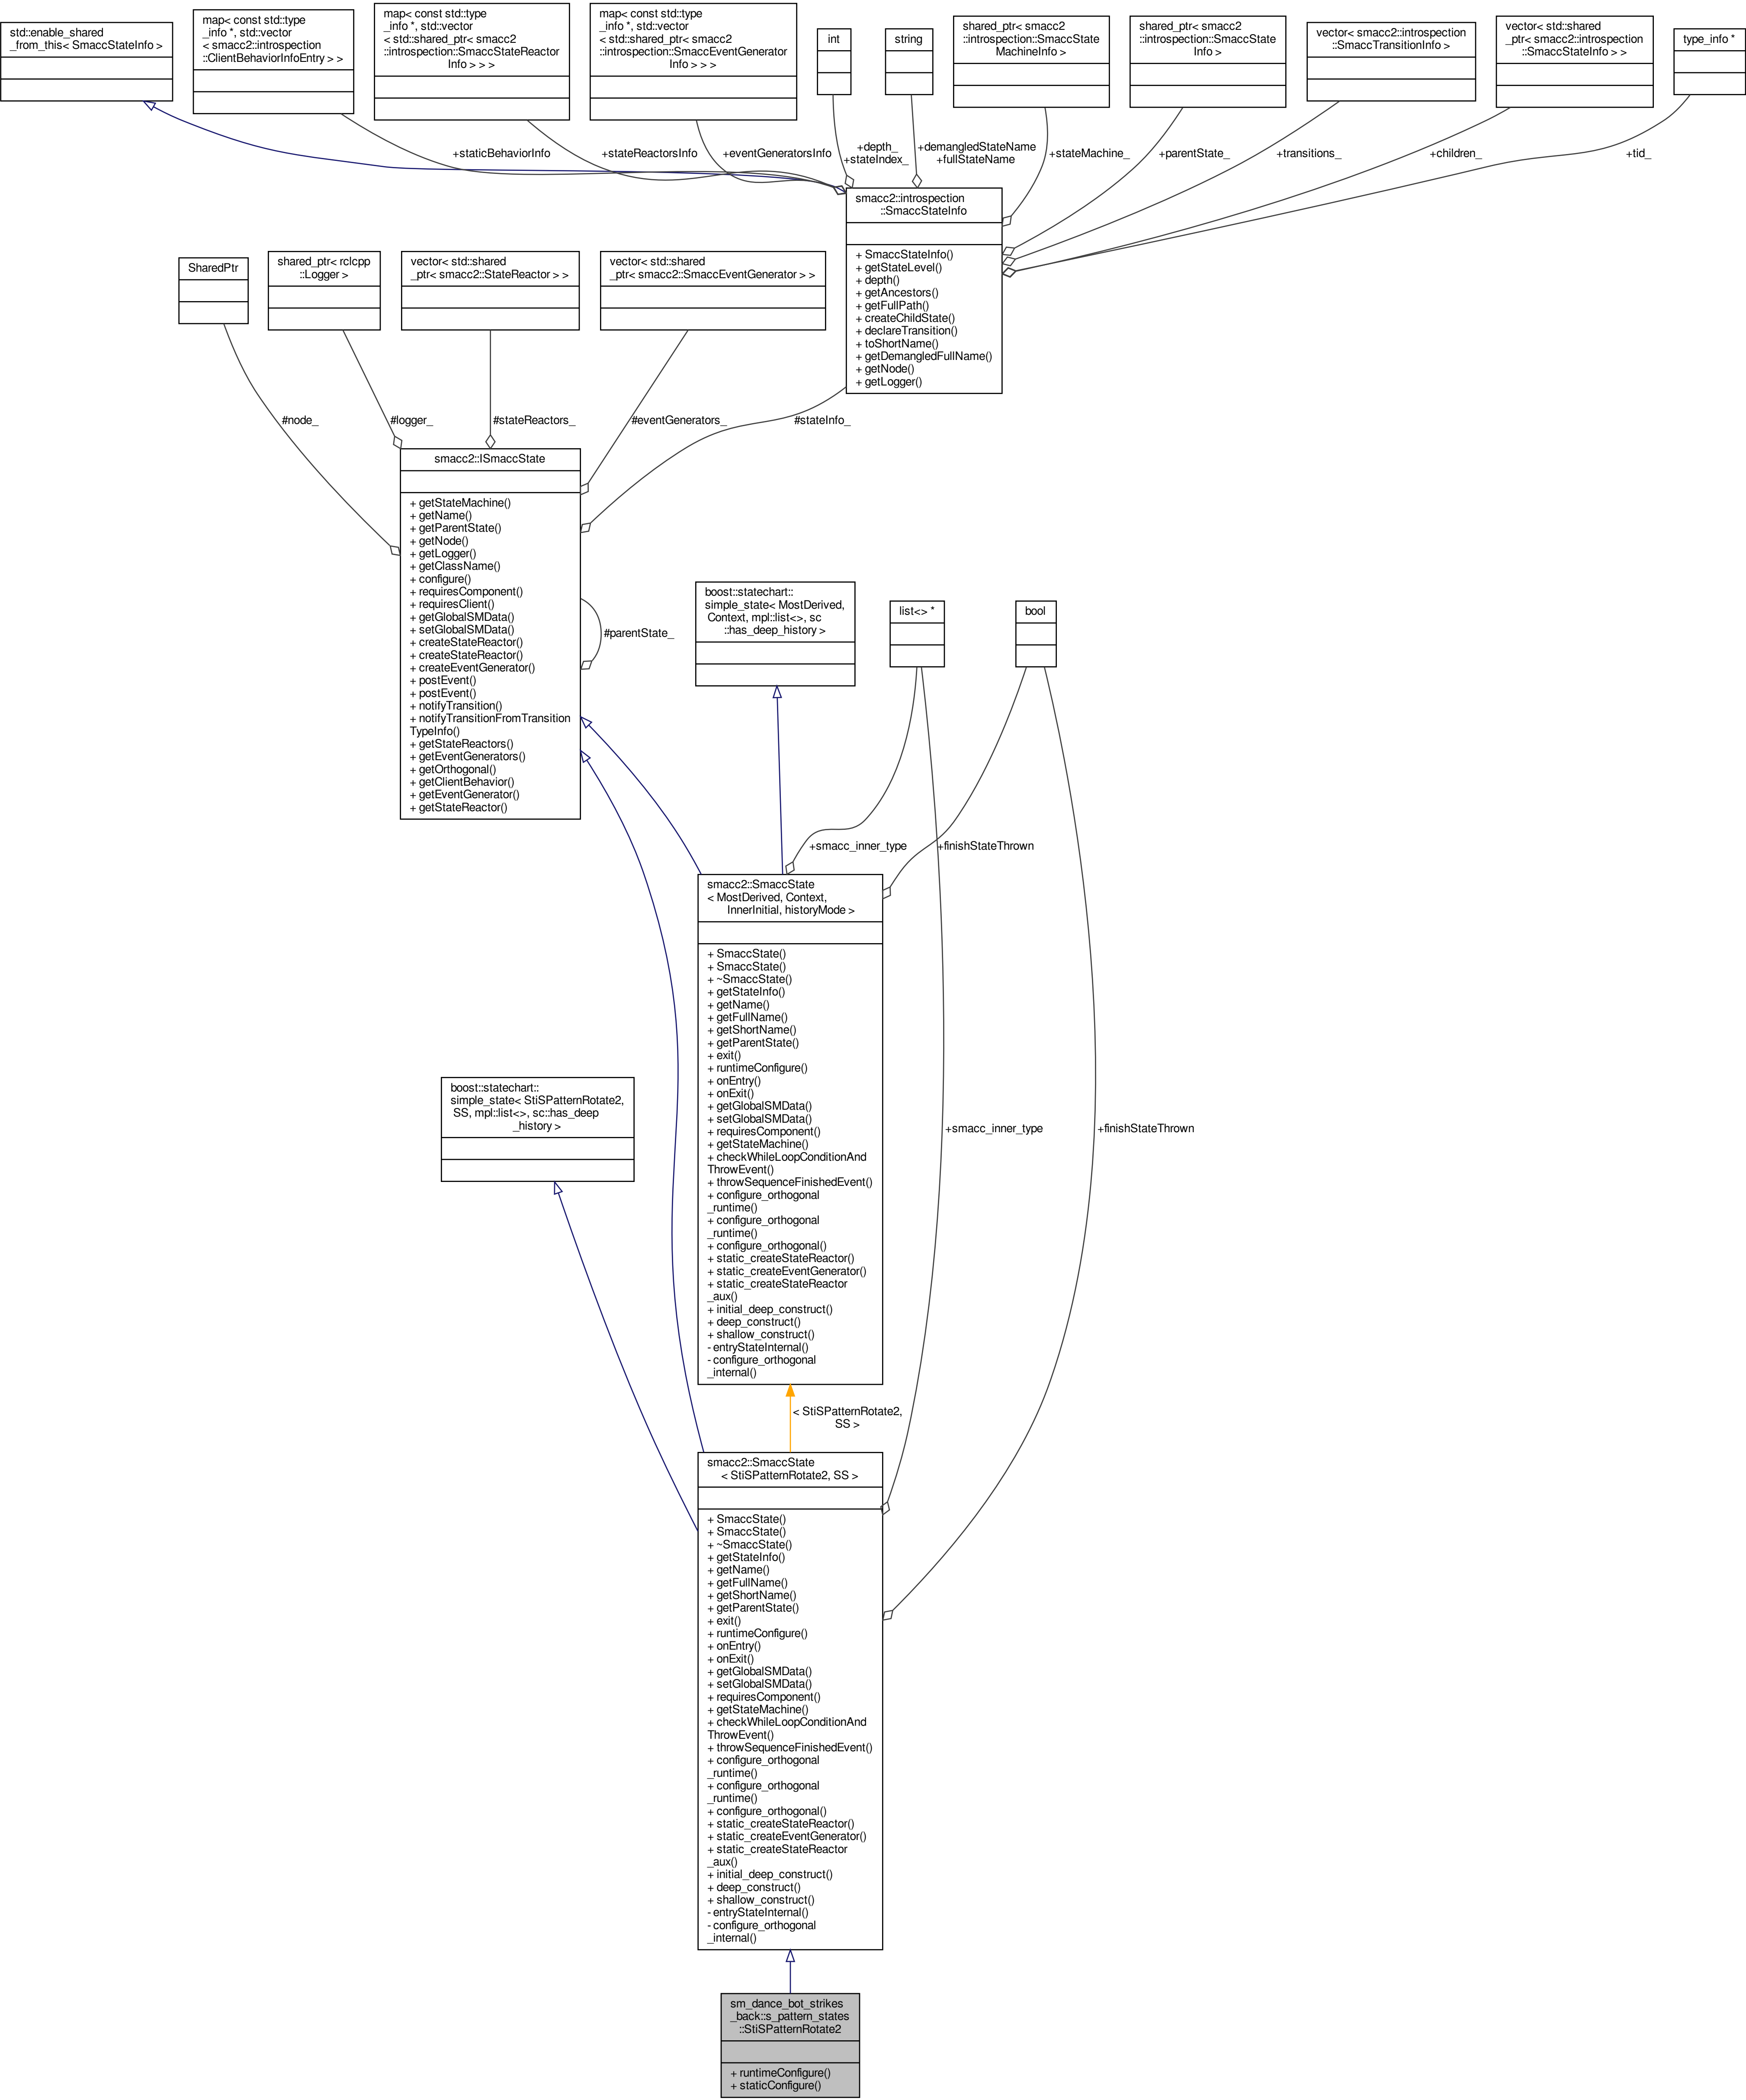 std::enable_shared
_from_this< SmaccStateInfo >
map< const std::type
_info *, std::vector
< smacc2::introspection
::ClientBehaviorInfoEntry > >
map< const std::type
_info *, std::vector
< std::shared_ptr< smacc2
::introspection::SmaccStateReactor
Info > > >
map< const std::type
_info *, std::vector
< std::shared_ptr< smacc2
::introspection::SmaccEventGenerator
Info > > >
int
string
shared_ptr< smacc2
::introspection::SmaccState
MachineInfo >
shared_ptr< smacc2
::introspection::SmaccState
Info >
vector< smacc2::introspection
::SmaccTransitionInfo >
vector< std::shared
_ptr< smacc2::introspection
::SmaccStateInfo > >
type_info *
+staticBehaviorInfo
+stateReactorsInfo
+eventGeneratorsInfo
+depth_
+stateIndex_
+demangledStateName
+fullStateName
+stateMachine_
+parentState_
+transitions_
+children_
+tid_
smacc2::introspection
::SmaccStateInfo
+ SmaccStateInfo()
+ getStateLevel()
+ depth()
+ getAncestors()
+ getFullPath()
+ createChildState()
+ declareTransition()
+ toShortName()
+ getDemangledFullName()
+ getNode()
+ getLogger()
SharedPtr
shared_ptr< rclcpp
::Logger >
vector< std::shared
_ptr< smacc2::StateReactor > >
vector< std::shared
_ptr< smacc2::SmaccEventGenerator > >
#node_
#logger_
#stateReactors_
#eventGenerators_
#stateInfo_
smacc2::ISmaccState
+ getStateMachine()
+ getName()
+ getParentState()
+ getNode()
+ getLogger()
+ getClassName()
+ configure()
+ requiresComponent()
+ requiresClient()
+ getGlobalSMData()
+ setGlobalSMData()
+ createStateReactor()
+ createStateReactor()
+ createEventGenerator()
+ postEvent()
+ postEvent()
+ notifyTransition()
+ notifyTransitionFromTransition
TypeInfo()
+ getStateReactors()
+ getEventGenerators()
+ getOrthogonal()
+ getClientBehavior()
+ getEventGenerator()
+ getStateReactor()
#parentState_
boost::statechart::
simple_state< MostDerived,
Context, mpl::list<>, sc
::has_deep_history >
list<> *
bool
+smacc_inner_type
+finishStateThrown
smacc2::SmaccState
< MostDerived, Context,
InnerInitial, historyMode >
+ SmaccState()
+ SmaccState()
+ ~SmaccState()
+ getStateInfo()
+ getName()
+ getFullName()
+ getShortName()
+ getParentState()
+ exit()
+ runtimeConfigure()
+ onEntry()
+ onExit()
+ getGlobalSMData()
+ setGlobalSMData()
+ requiresComponent()
+ getStateMachine()
+ checkWhileLoopConditionAnd
ThrowEvent()
+ throwSequenceFinishedEvent()
+ configure_orthogonal
_runtime()
+ configure_orthogonal
_runtime()
+ configure_orthogonal()
+ static_createStateReactor()
+ static_createEventGenerator()
+ static_createStateReactor
_aux()
+ initial_deep_construct()
+ deep_construct()
+ shallow_construct()
- entryStateInternal()
- configure_orthogonal
_internal()
boost::statechart::
simple_state< StiSPatternRotate2,
SS, mpl::list<>, sc::has_deep
_history >
+smacc_inner_type
+finishStateThrown
< StiSPatternRotate2,
SS >
smacc2::SmaccState
< StiSPatternRotate2, SS >
+ SmaccState()
+ SmaccState()
+ ~SmaccState()
+ getStateInfo()
+ getName()
+ getFullName()
+ getShortName()
+ getParentState()
+ exit()
+ runtimeConfigure()
+ onEntry()
+ onExit()
+ getGlobalSMData()
+ setGlobalSMData()
+ requiresComponent()
+ getStateMachine()
+ checkWhileLoopConditionAnd
ThrowEvent()
+ throwSequenceFinishedEvent()
+ configure_orthogonal
_runtime()
+ configure_orthogonal
_runtime()
+ configure_orthogonal()
+ static_createStateReactor()
+ static_createEventGenerator()
+ static_createStateReactor
_aux()
+ initial_deep_construct()
+ deep_construct()
+ shallow_construct()
- entryStateInternal()
- configure_orthogonal
_internal()
sm_dance_bot_strikes
_back::s_pattern_states
::StiSPatternRotate2
+ runtimeConfigure()
+ staticConfigure()